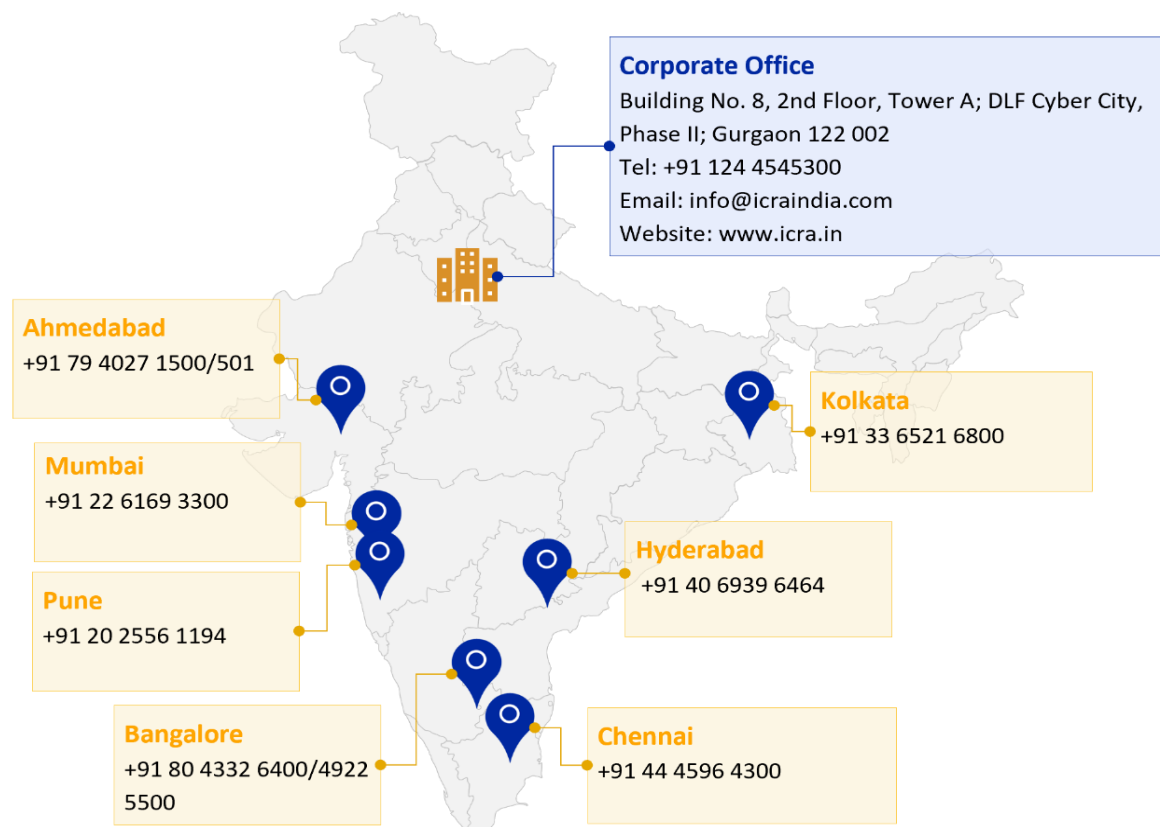 Corporate Office
Building No. 8, 2nd Floor, Tower A; DLF Cyber City,
Phase II; Gurgaon 122 002
Tel: +91 124 4545300
Email: info@icraindia.com
Website: www.icra.in
Ahmedabad
+91 79 4027 1500/501
Kolkata
+91 33 6521 6800
Mumbai
+91 22 6169 3300
Hyderabad
+91 40 6939 6464
Pune
+91 20 2556 1194
Bangalore
+91 80 4332 6400/4922
5500
Chennai
+91 44 4596 4300